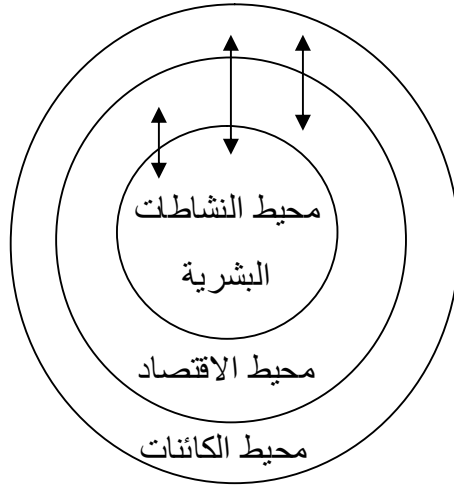 محيط النشاطات
البشرية
محيط الاقتصاد
محيط الكائنات